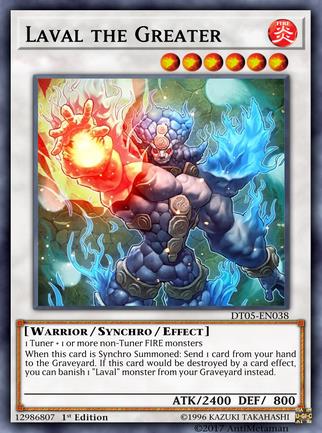 LAVAL THE GREATER
FIRE
炎
DT05-EN038
[WARRIOR / SYNCHRO / EFFECT]
1 Tuner + 1 or more non-Tuner FIRE monsters
When this card is Synchro Summoned: Send 1 card from your hand
to the Graveyard. If this card would be destroyed by a card effect,
you can banish 1 "Laval" monster from your Graveyard instead.
ATK/2400 DEF/ 800
12986807 1st Edition ©1996 KAZUKI TAKAHASHI
©2017 AntiMetaman